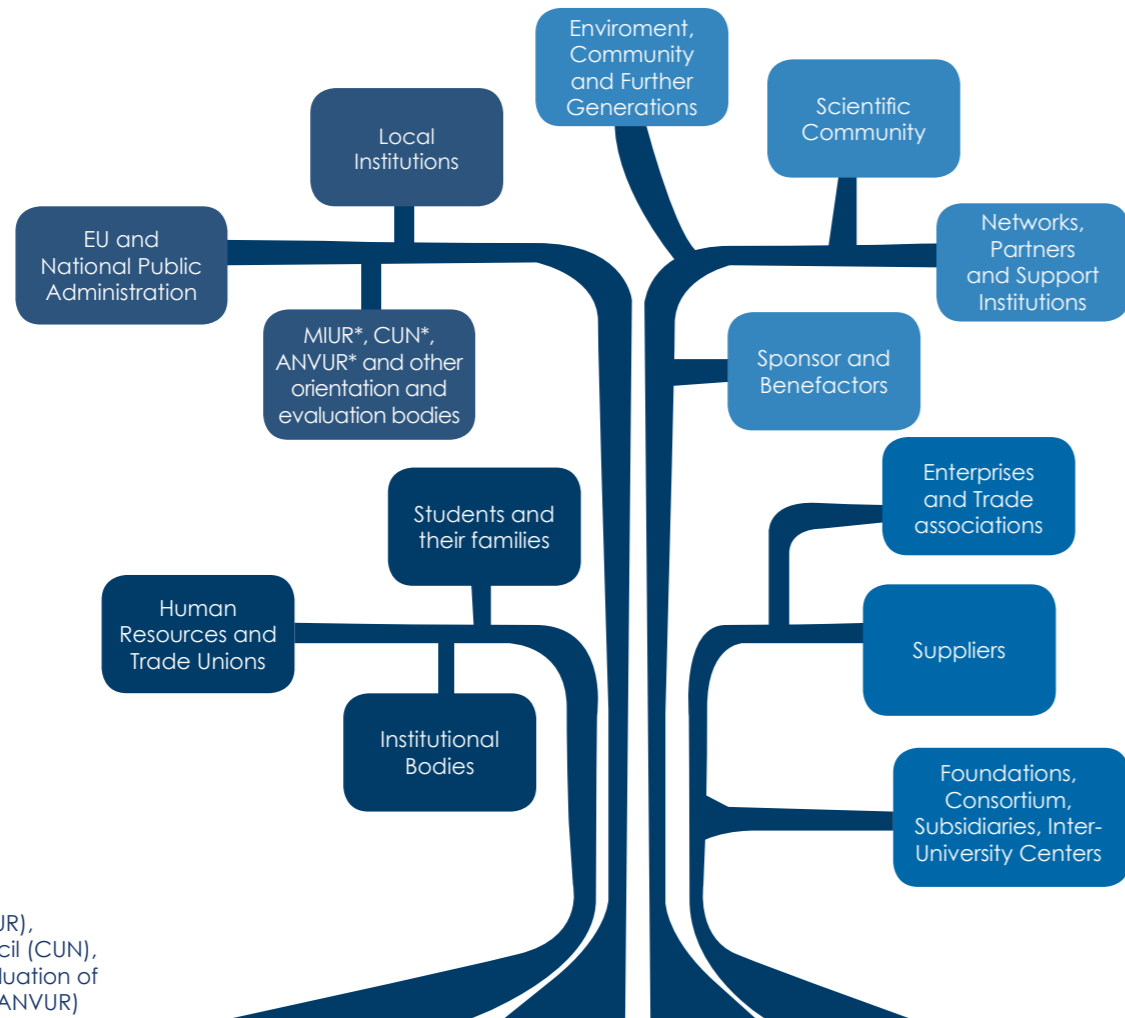 Enviroment,
Community
and Further
Generations
Scientific
Community
Local
Institutions
EU and
National Public
Administration
Networks,
Partners
and Support
Institutions
MIUR*, CUN*,
ANVUR* and other
orientation and
evaluation bodies
Sponsor and
Benefactors
Enterprises
and Trade
associations
Students and
their families
Human
Resources and
Trade Unions
Suppliers
Institutional
Bodies
Foundations,
Consortium,
Subsidiaries, Inter-
University Centers
UR),
cil (CUN),
luation of
ANVUR)